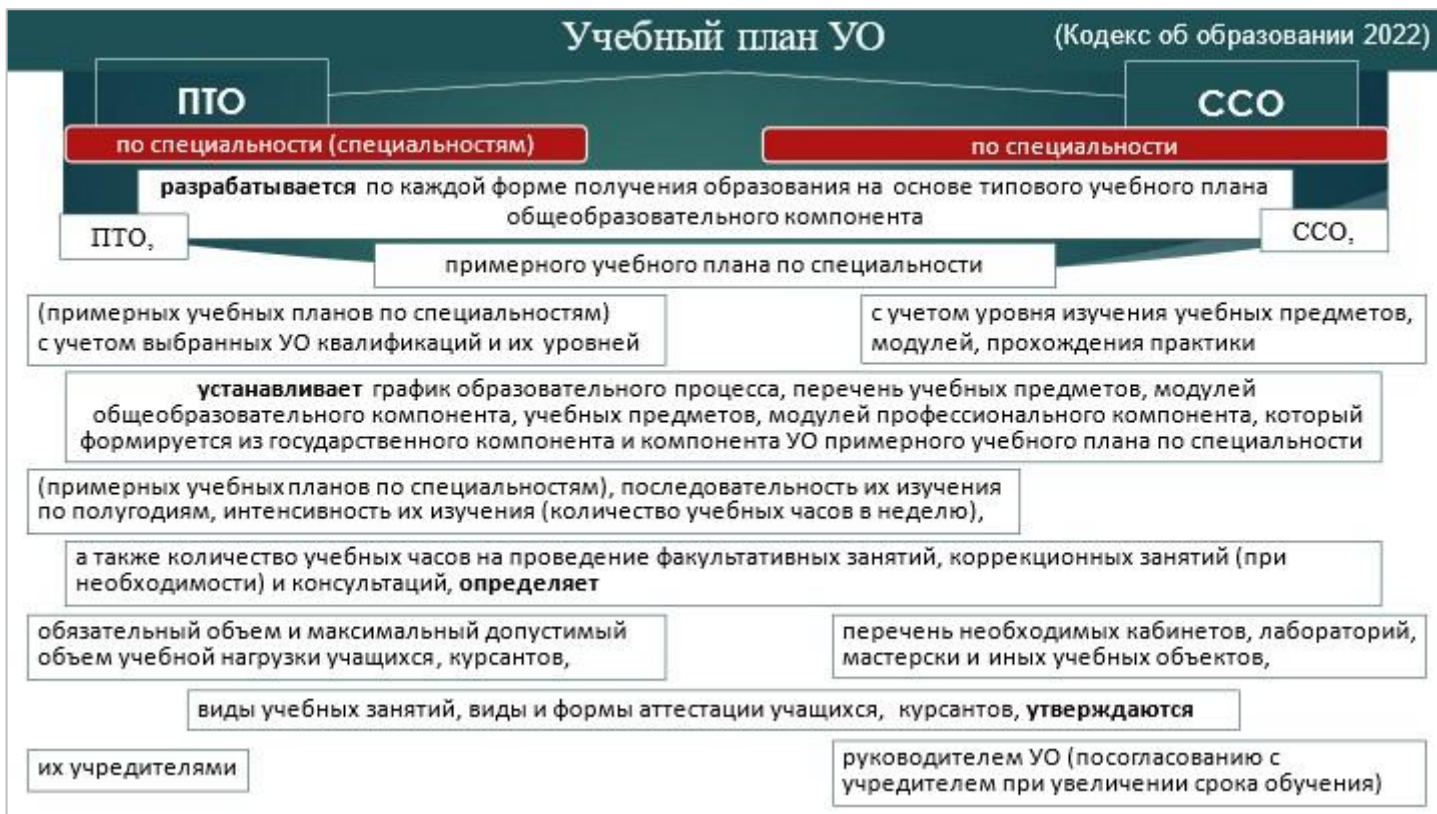 Учебный план УО
(Кодекс об образовании 2022)
ПТО
ССО
по специальности (специальностям)
по специальности
разрабатывается по каждой форме получения образования на основе типового учебного плана
общеобразовательного компонента
ПТО,
ССО,
примерного учебного плана по специальности
(примерных учебных планов по специальностям)
с учетом выбранных УО квалификаций и их уровней
с учетом уровня изучения учебных предметов,
модулей, прохождения практики
устанавливает график образовательного процесса, перечень учебных предметов, модулей
общеобразовательного компонента, учебных предметов, модулей профессионального компонента, который
формируется из государственного компонента и компонента УО примерного учебного плана по специальности
(примерных учебных планов по специальностям), последовательность их изучения
по полугодиям, интенсивность их изучения (количество учебных часов в неделю),
а также количество учебных часов на проведение факультативных занятий, коррекционных занятий (при
необходимости) и консультаций, определяет
обязательный объем и максимальный допустимый
объем учебной нагрузки учащихся, курсантов,
перечень необходимых кабинетов, лабораторий,
мастерски и иных учебных объектов,
виды учебных занятий, виды и формы аттестации учащихся, курсантов, утверждаются
их учредителями
руководителем УО (посогласованию с
учредителем при увеличении срока обучения)